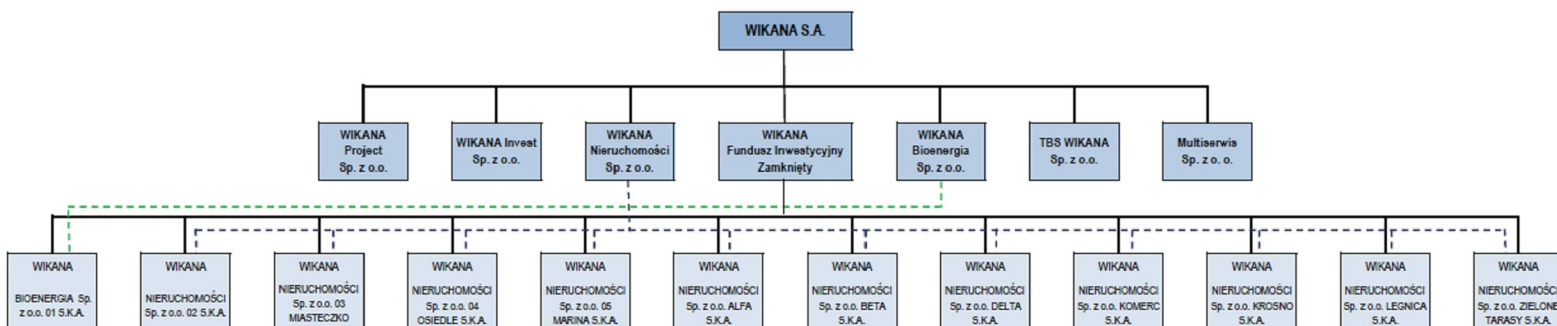 WIKANA S.A.
WIKANA
Project
Sp. z o.o.
WIKANA Invest
Sp. z o.o.
WIKANA
Nieruchomości
Sp. z o.o.
WIKANA
Fundusz Inwestycyjny
Zamknięty
WIKANA
Bioenergia
Sp. z o.o.
TBS WIKANA
Sp. z o.o.
Multiserwis
Sp. z o. o.
WIKANA
BIOENERGIA Sp.
z o.o. 01 S.K.A.
WIKANA
NIERUCHOMOŚCI
Sp. z o.o. 02 S.K.A.
WIKANA
NIERUCHOMOŚCI
Sp. z o.o. 03
MIASTECZKO
WIKANA
NIERUCHOMOŚCI
Sp. z o.o. 04
OSIEDLE S.K.A.
WIKANA
NIERUCHOMOŚCI
Sp. z o.o. 05
MARINA S.K.A.
WIKANA
NIERUCHOMOŚCI
Sp. z o.o. ALFA
S.K.A.
WIKANA
NIERUCHOMOŚCI
Sp. z o.o. BETA
S.K.A.
WIKANA
NIERUCHOMOŚCI
Sp. z o.o. DELTA
S.K.A.
WIKANA
NIERUCHOMOŚCI
Sp. z o.o. KOMERC
S.K.A.
WIKANA
NIERUCHOMOŚCI
Sp. z o.o. KROSNO
S.K.A.
WIKANA
NIERUCHOMOŚCI
Sp. z o.o. LEGNICA
S.K.A.
WIKANA
NIERUCHOMOŚCI
Sp. z o.o. ZIELONE
TARASY S.K.A.